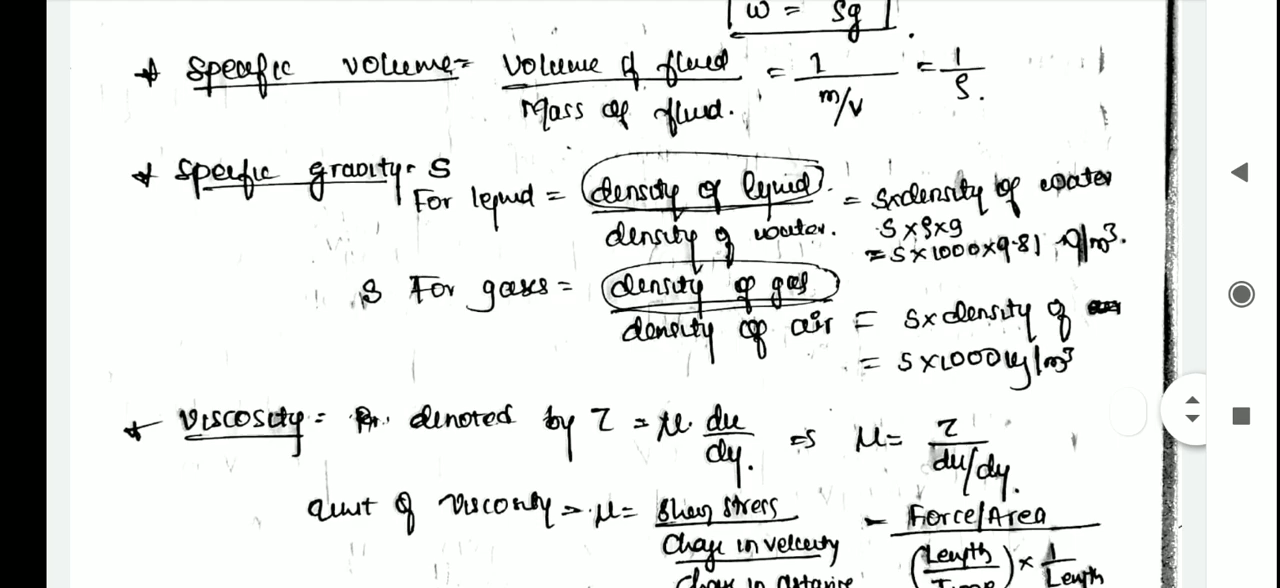 w = ρg
* Specific volume = Volume of fluid / Mass of fluid. = 1 / m/V = 1/ρ.
* Specific gravity. S
For liquid = density of liquid / density of water. = S x density of water
S x ρ x g
= S x 1000 x 9.81 N/m³.
S For gases = density of gas / density of air = S x density of
= S x 1000 kg/m³
* Viscosity = denoted by τ = μ. du/dy. => μ = τ / du/dy.
unit of Viscosity = μ = Shear stress / Change in velocity / Change in distance = Force/Area / (Length/Time) x 1/Length